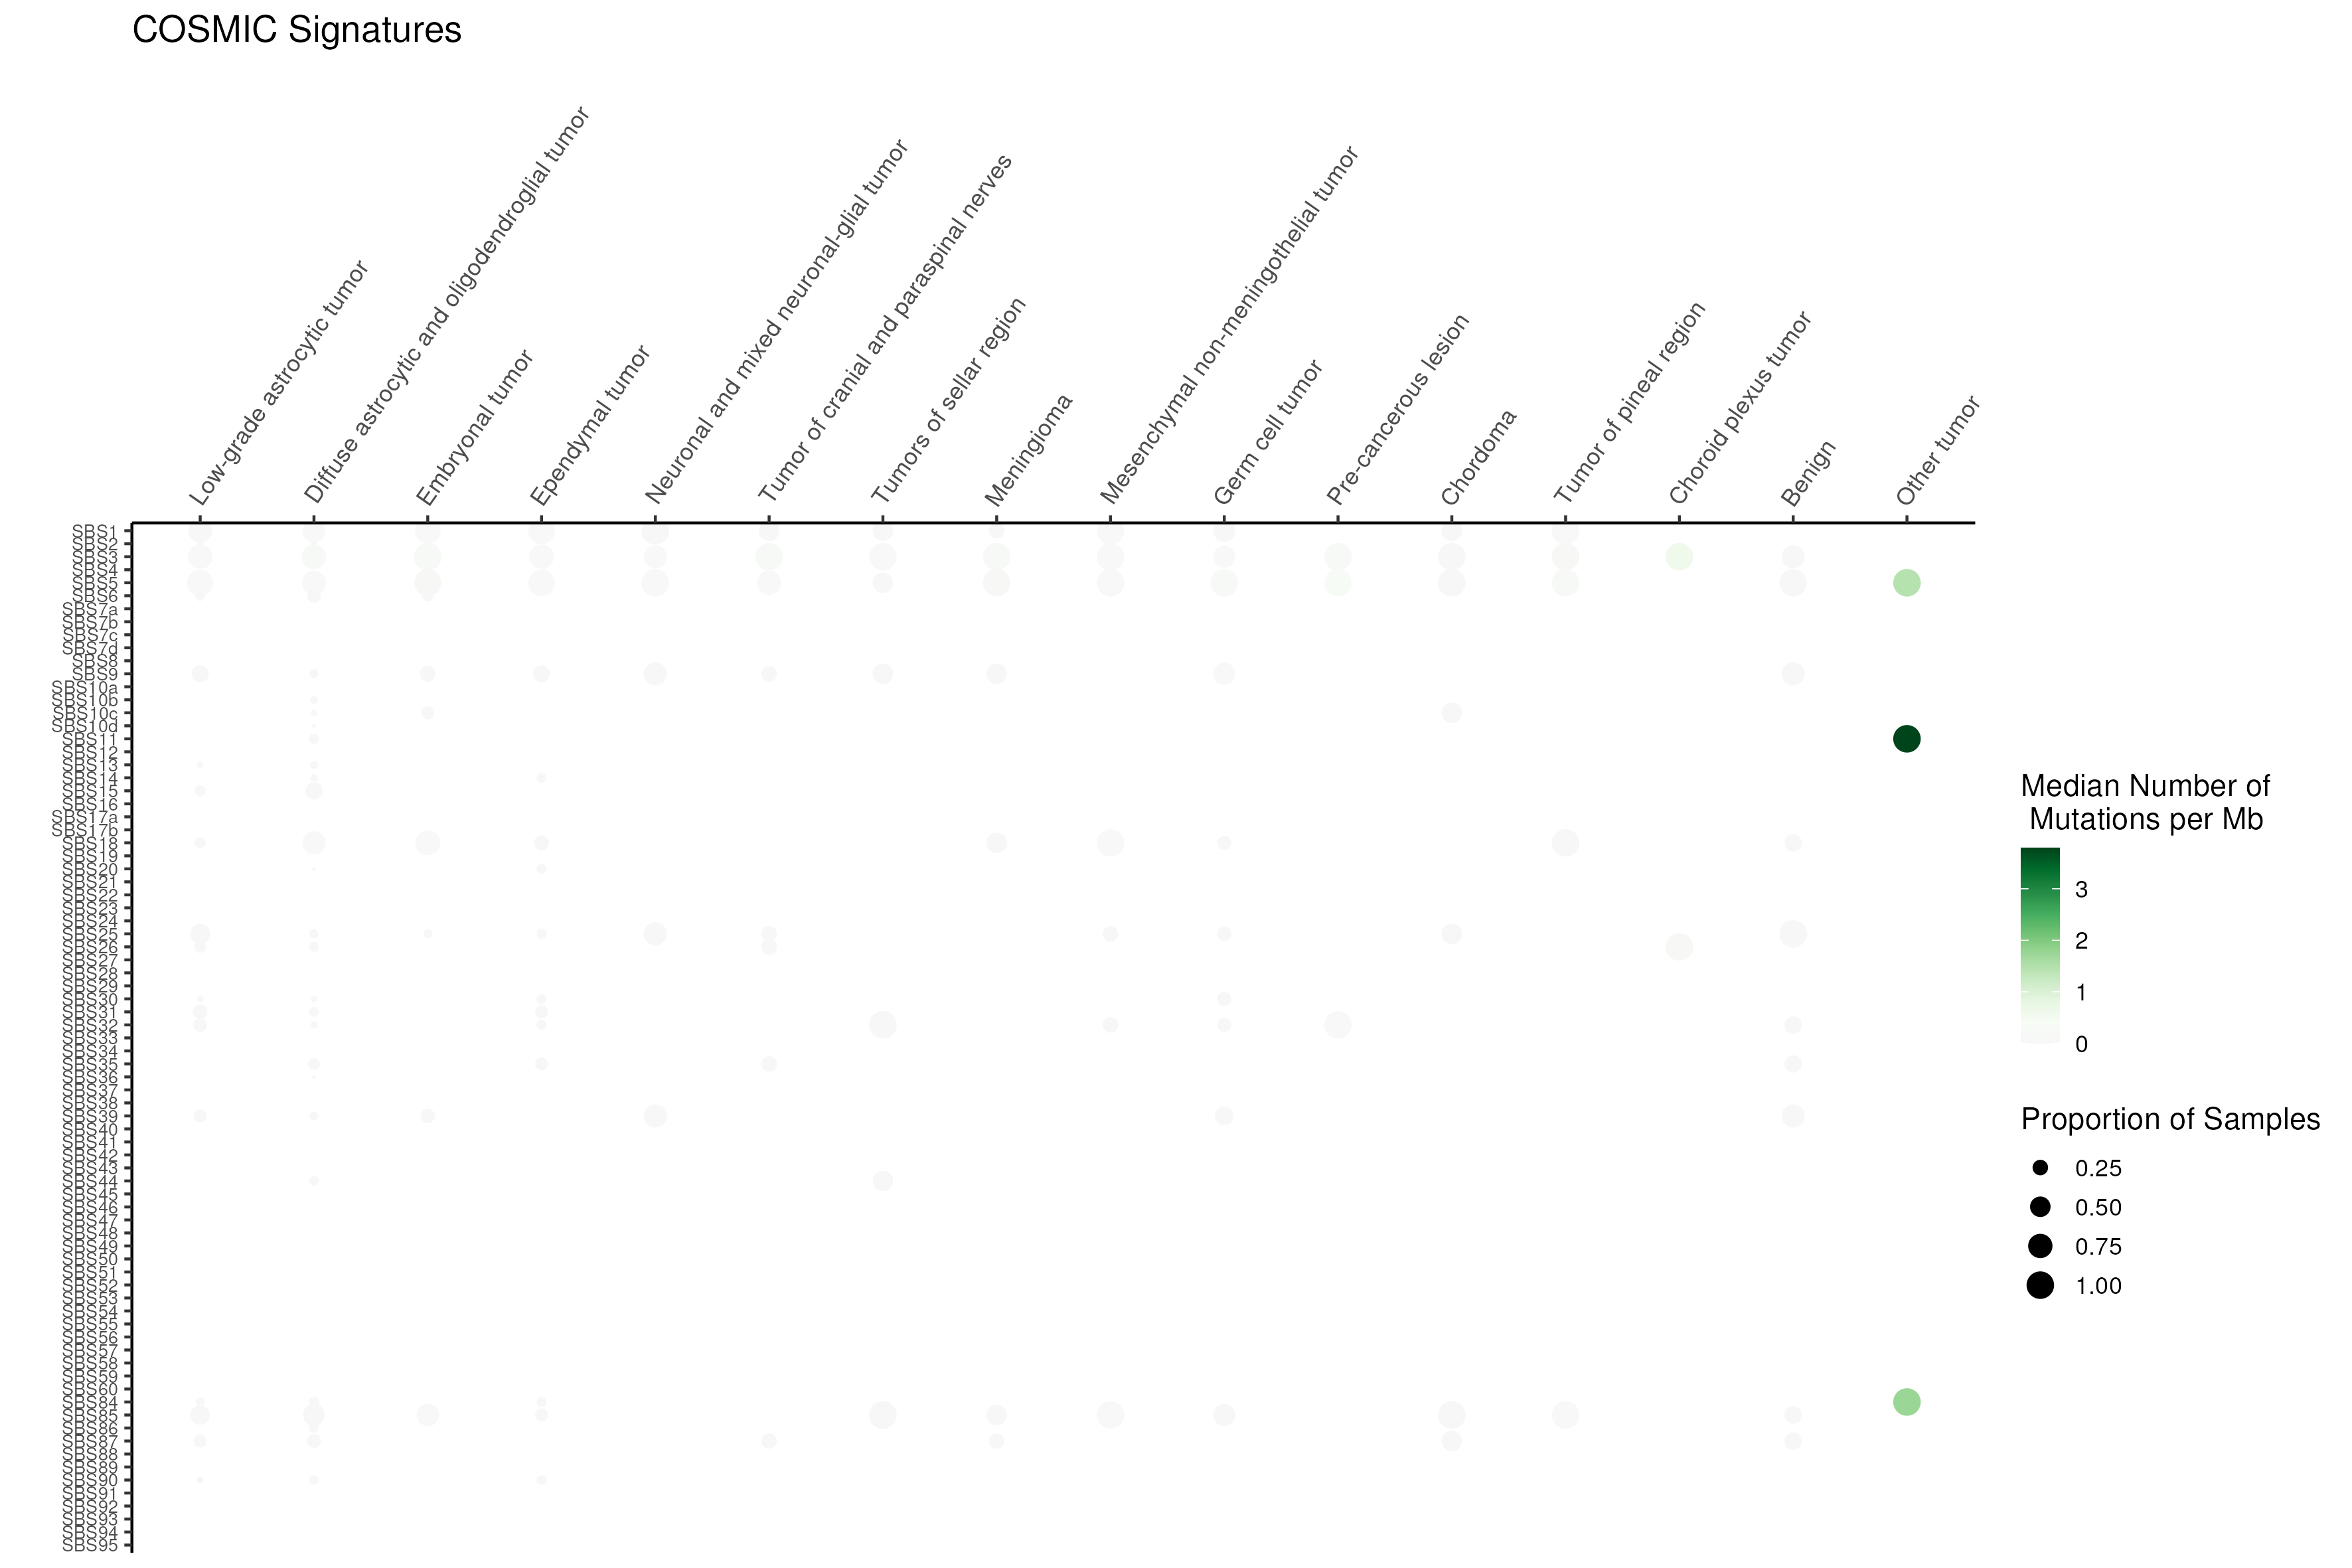 COSMIC Signatures
Low-grade astrocytic tumor
Diffuse astrocytic and oligodendroglial tumor
Embryonal tumor
Ependymal tumor
Neuronal and mixed neuronal-glial tumor
Tumor of cranial and paraspinal nerves
Tumors of sellar region
Meningioma
Mesenchymal non-meningothelial tumor
Germ cell tumor
Pre-cancerous lesion
Chordoma
Tumor of pineal region
Choroid plexus tumor
Benign
Other tumor
SBS1
SBS2
SBS3
SBS4
SBS5
SBS6
SBS7a
SBS7b
SBS7c
SBS7d
SBS8
SBS9
SBS10a
SBS10b
SBS10c
SBS10d
SBS11
SBS12
SBS13
SBS14
SBS15
SBS16
SBS17a
SBS17b
SBS18
SBS19
SBS20
SBS21
SBS22
SBS23
SBS24
SBS25
SBS26
SBS27
SBS28
SBS29
SBS30
SBS31
SBS32
SBS33
SBS34
SBS35
SBS36
SBS37
SBS38
SBS39
SBS40
SBS41
SBS42
SBS43
SBS44
SBS45
SBS46
SBS47
SBS48
SBS49
SBS50
SBS51
SBS52
SBS53
SBS54
SBS55
SBS56
SBS57
SBS58
SBS59
SBS60
SBS84
SBS85
SBS86
SBS87
SBS88
SBS89
SBS90
SBS91
SBS92
SBS93
SBS94
SBS95
Median Number of
Mutations per Mb
3
2
1
0
Proportion of Samples
0.25
0.50
0.75
1.00